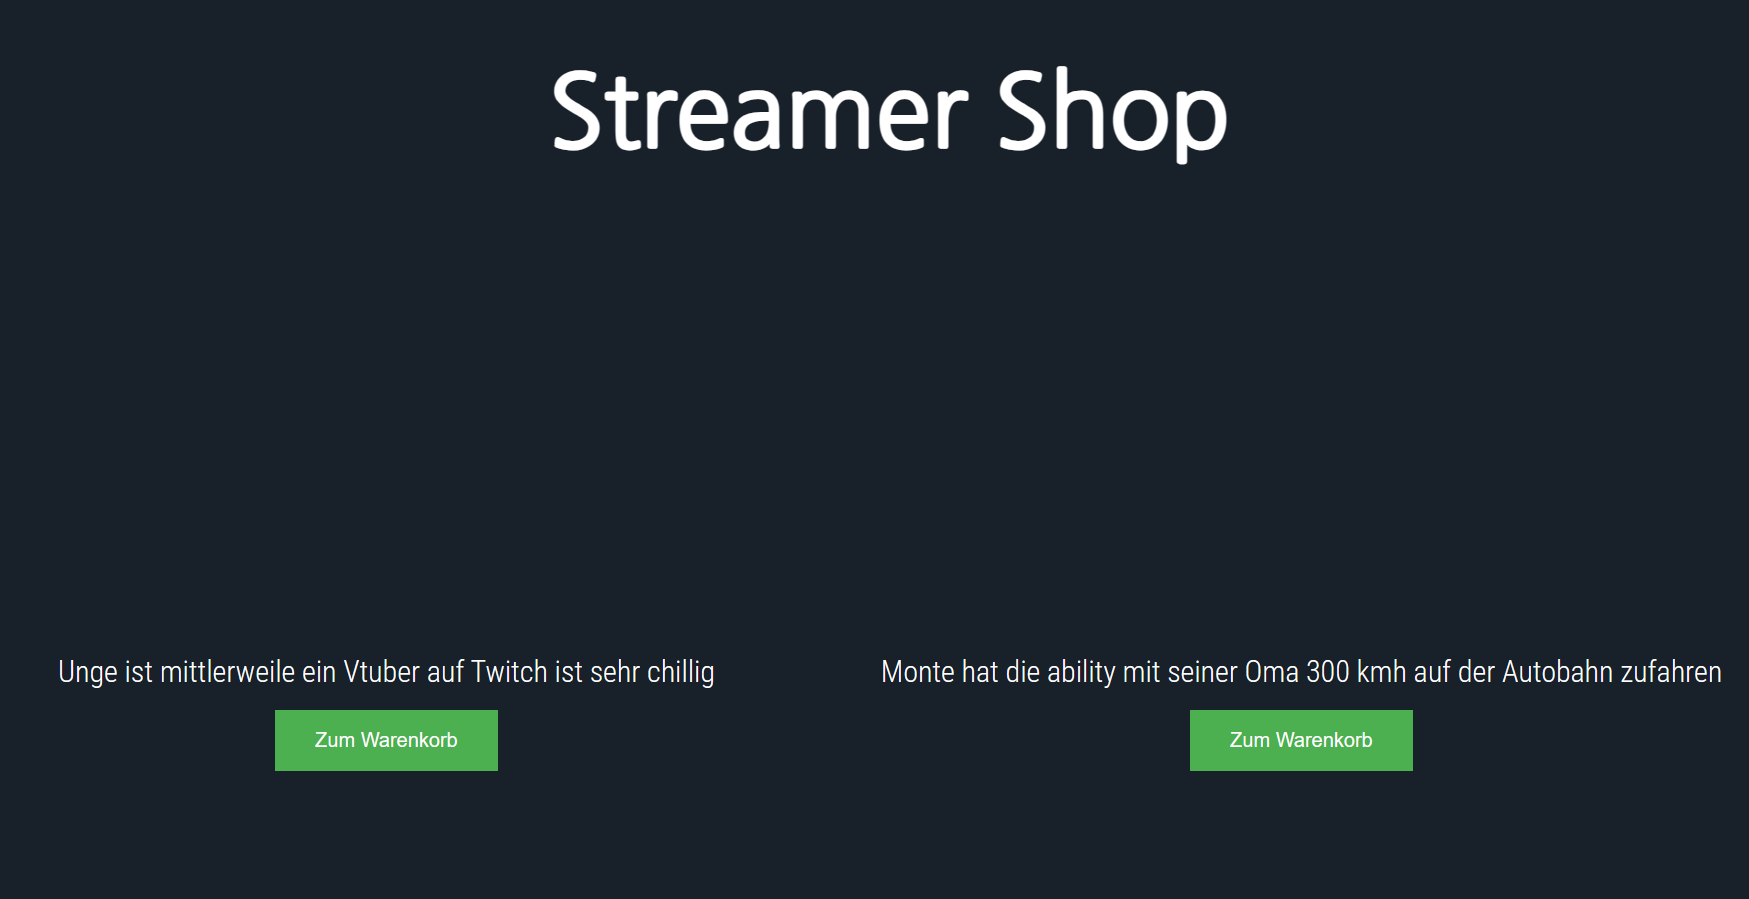 Streamer Shop
Unge ist mittlerweile ein Vtuber auf Twitch ist sehr chillig
Monte hat die ability mit seiner Oma 300 kmh auf der Autobahn zufahren
Zum Warenkorb
Zum Warenkorb